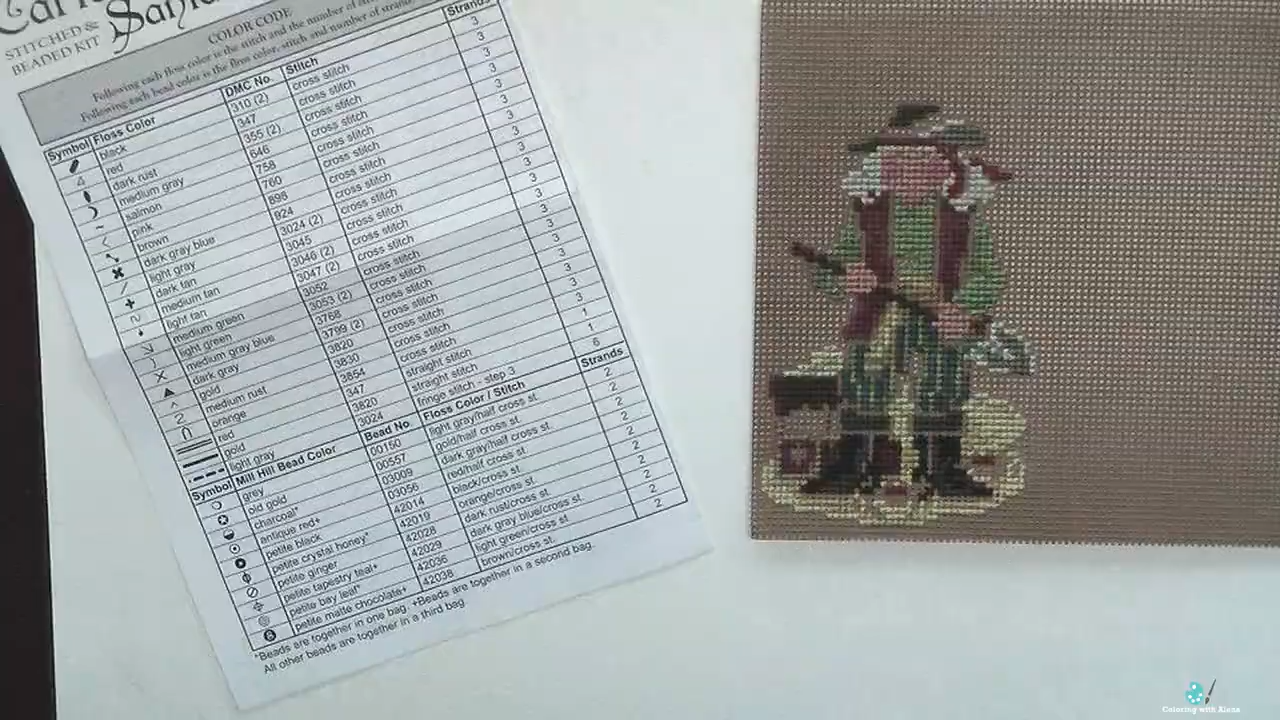 STITCHED &
BEADED KIT
COLOR CODE
Following each floss color is the stitch and the number of
Following each bead color is the floss color, stitch and number of strands
Symbol Floss Color DMC No. Stitch Strands
black 310 (2) cross stitch 3
red 347 cross stitch 3
dark rust 355 (2) cross stitch 3
medium gray 646 cross stitch 3
salmon 758 cross stitch 3
pink 760 cross stitch 3
brown 898 cross stitch 3
dark gray blue 924 cross stitch 3
light gray 3024 (2) cross stitch 3
dark tan 3045 cross stitch 3
medium tan 3046 (2) cross stitch 3
light tan 3047 (2) cross stitch 3
medium green 3052 cross stitch 3
light green 3053 (2) cross stitch 3
medium gray blue 3768 cross stitch 3
dark gray 3799 (2) cross stitch 3
gold 3820 cross stitch 3
medium rust 3830 cross stitch 3
orange 3854 cross stitch 3
red 347 straight stitch 1
gold 3820 straight stitch 1
light gray 3024 fringe stitch - step 3 6
Symbol Mill Hill Bead Color Bead No. Floss Color / Stitch Strands
grey 00150 light gray/half cross st. 2
old gold 00557 gold/half cross st. 2
charcoal* 03009 dark gray/half cross st. 2
antique red+ 03056 red/half cross st. 2
petite black 42014 black/cross st. 2
petite crystal honey* 42019 orange/cross st. 2
petite ginger 42028 dark rust/cross st. 2
petite tapestry teal+ 42029 dark gray blue/cross st. 2
petite bay leaf* 42036 light green/cross st. 2
petite matte chocolate+ 42038 brown/cross st. 2
*Beads are together in one bag. +Beads are together in a second bag.
All other beads are together in a third bag.
Coloring with Alena